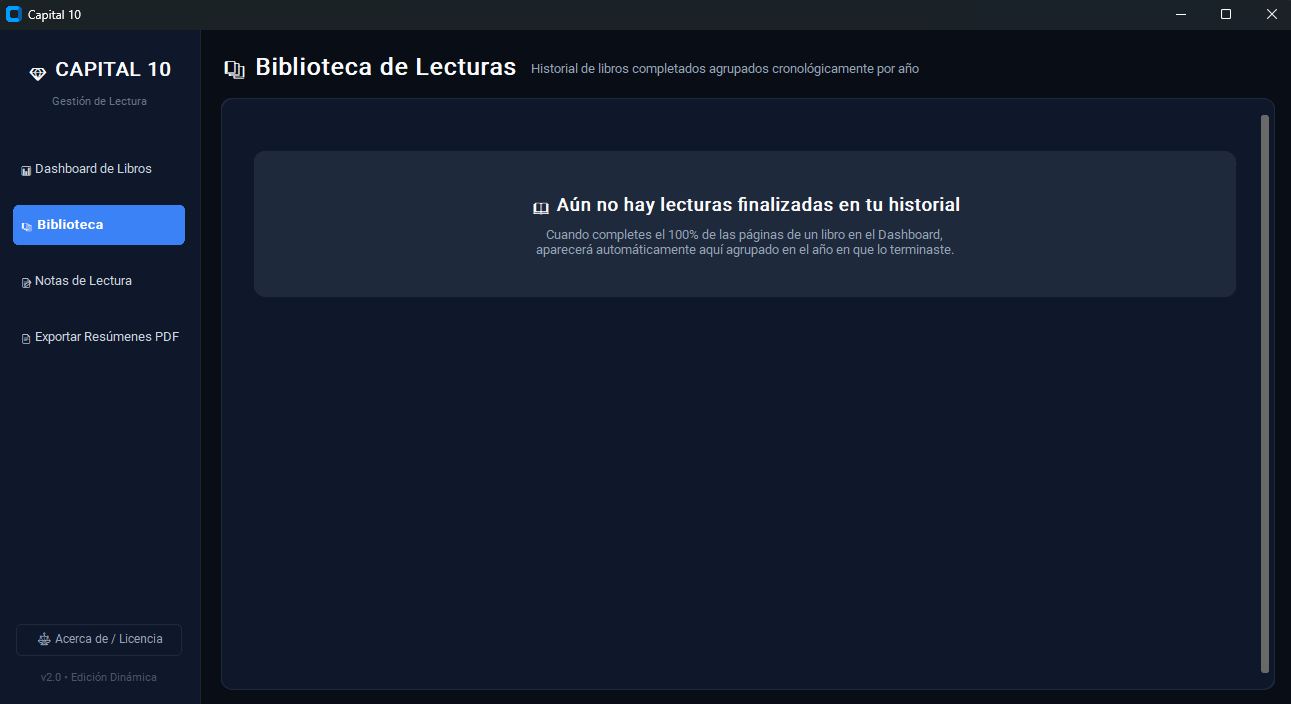 Capital 10
CAPITAL 10
Gestión de Lectura
Dashboard de Libros
Biblioteca
Notas de Lectura
Exportar Resúmenes PDF
Acerca de / Licencia
v2.0 • Edición Dinámica
Biblioteca de Lecturas
Historial de libros completados agrupados cronológicamente por año
Aún no hay lecturas finalizadas en tu historial
Cuando completes el 100% de las páginas de un libro en el Dashboard,
aparecerá automáticamente aquí agrupado en el año en que lo terminaste.